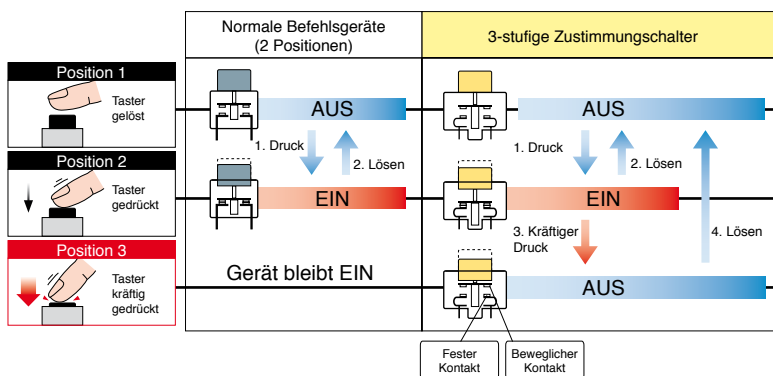 Normale Befehlsgeräte
(2 Positionen)
3-stufige Zustimmungschalter
Position 1
Taster
gelöst
AUS
AUS
1. Druck
2. Lösen
1. Druck
2. Lösen
Position 2
Taster
gedrückt
EIN
EIN
3. Kräftiger
Druck
4. Lösen
Position 3
Taster
kräftig
gedrückt
Gerät bleibt EIN
AUS
Fester
Kontakt
Beweglicher
Kontakt